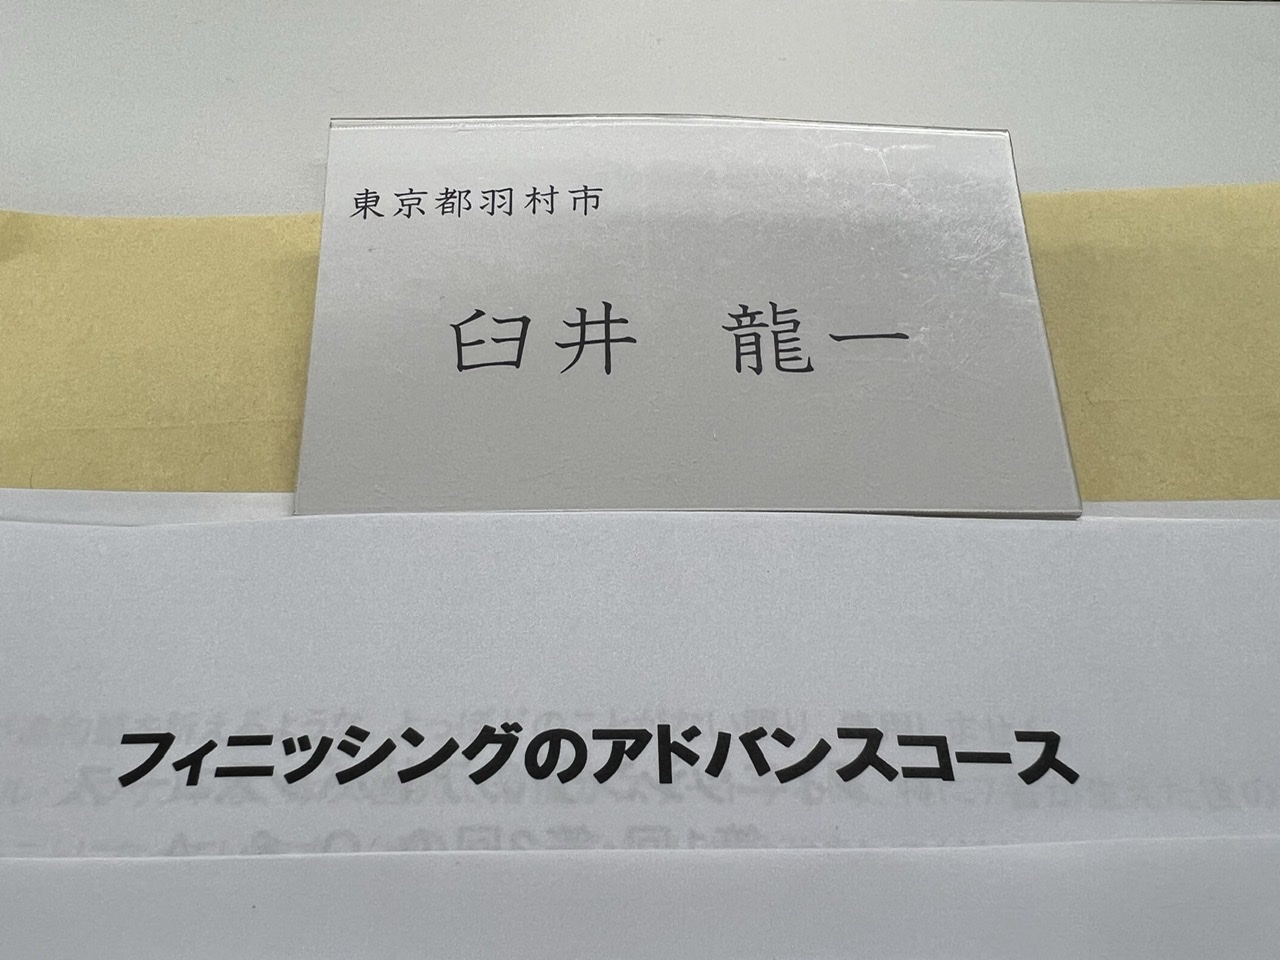 東京都羽村市
臼井 龍一
フィニッシングのアドバンスコース